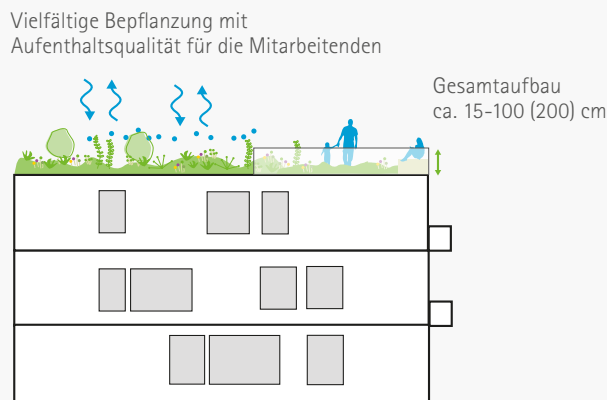 Vielfältige Bepflanzung mit
Aufenthaltsqualität für die Mitarbeitenden
Gesamtaufbau
ca. 15-100 (200) cm